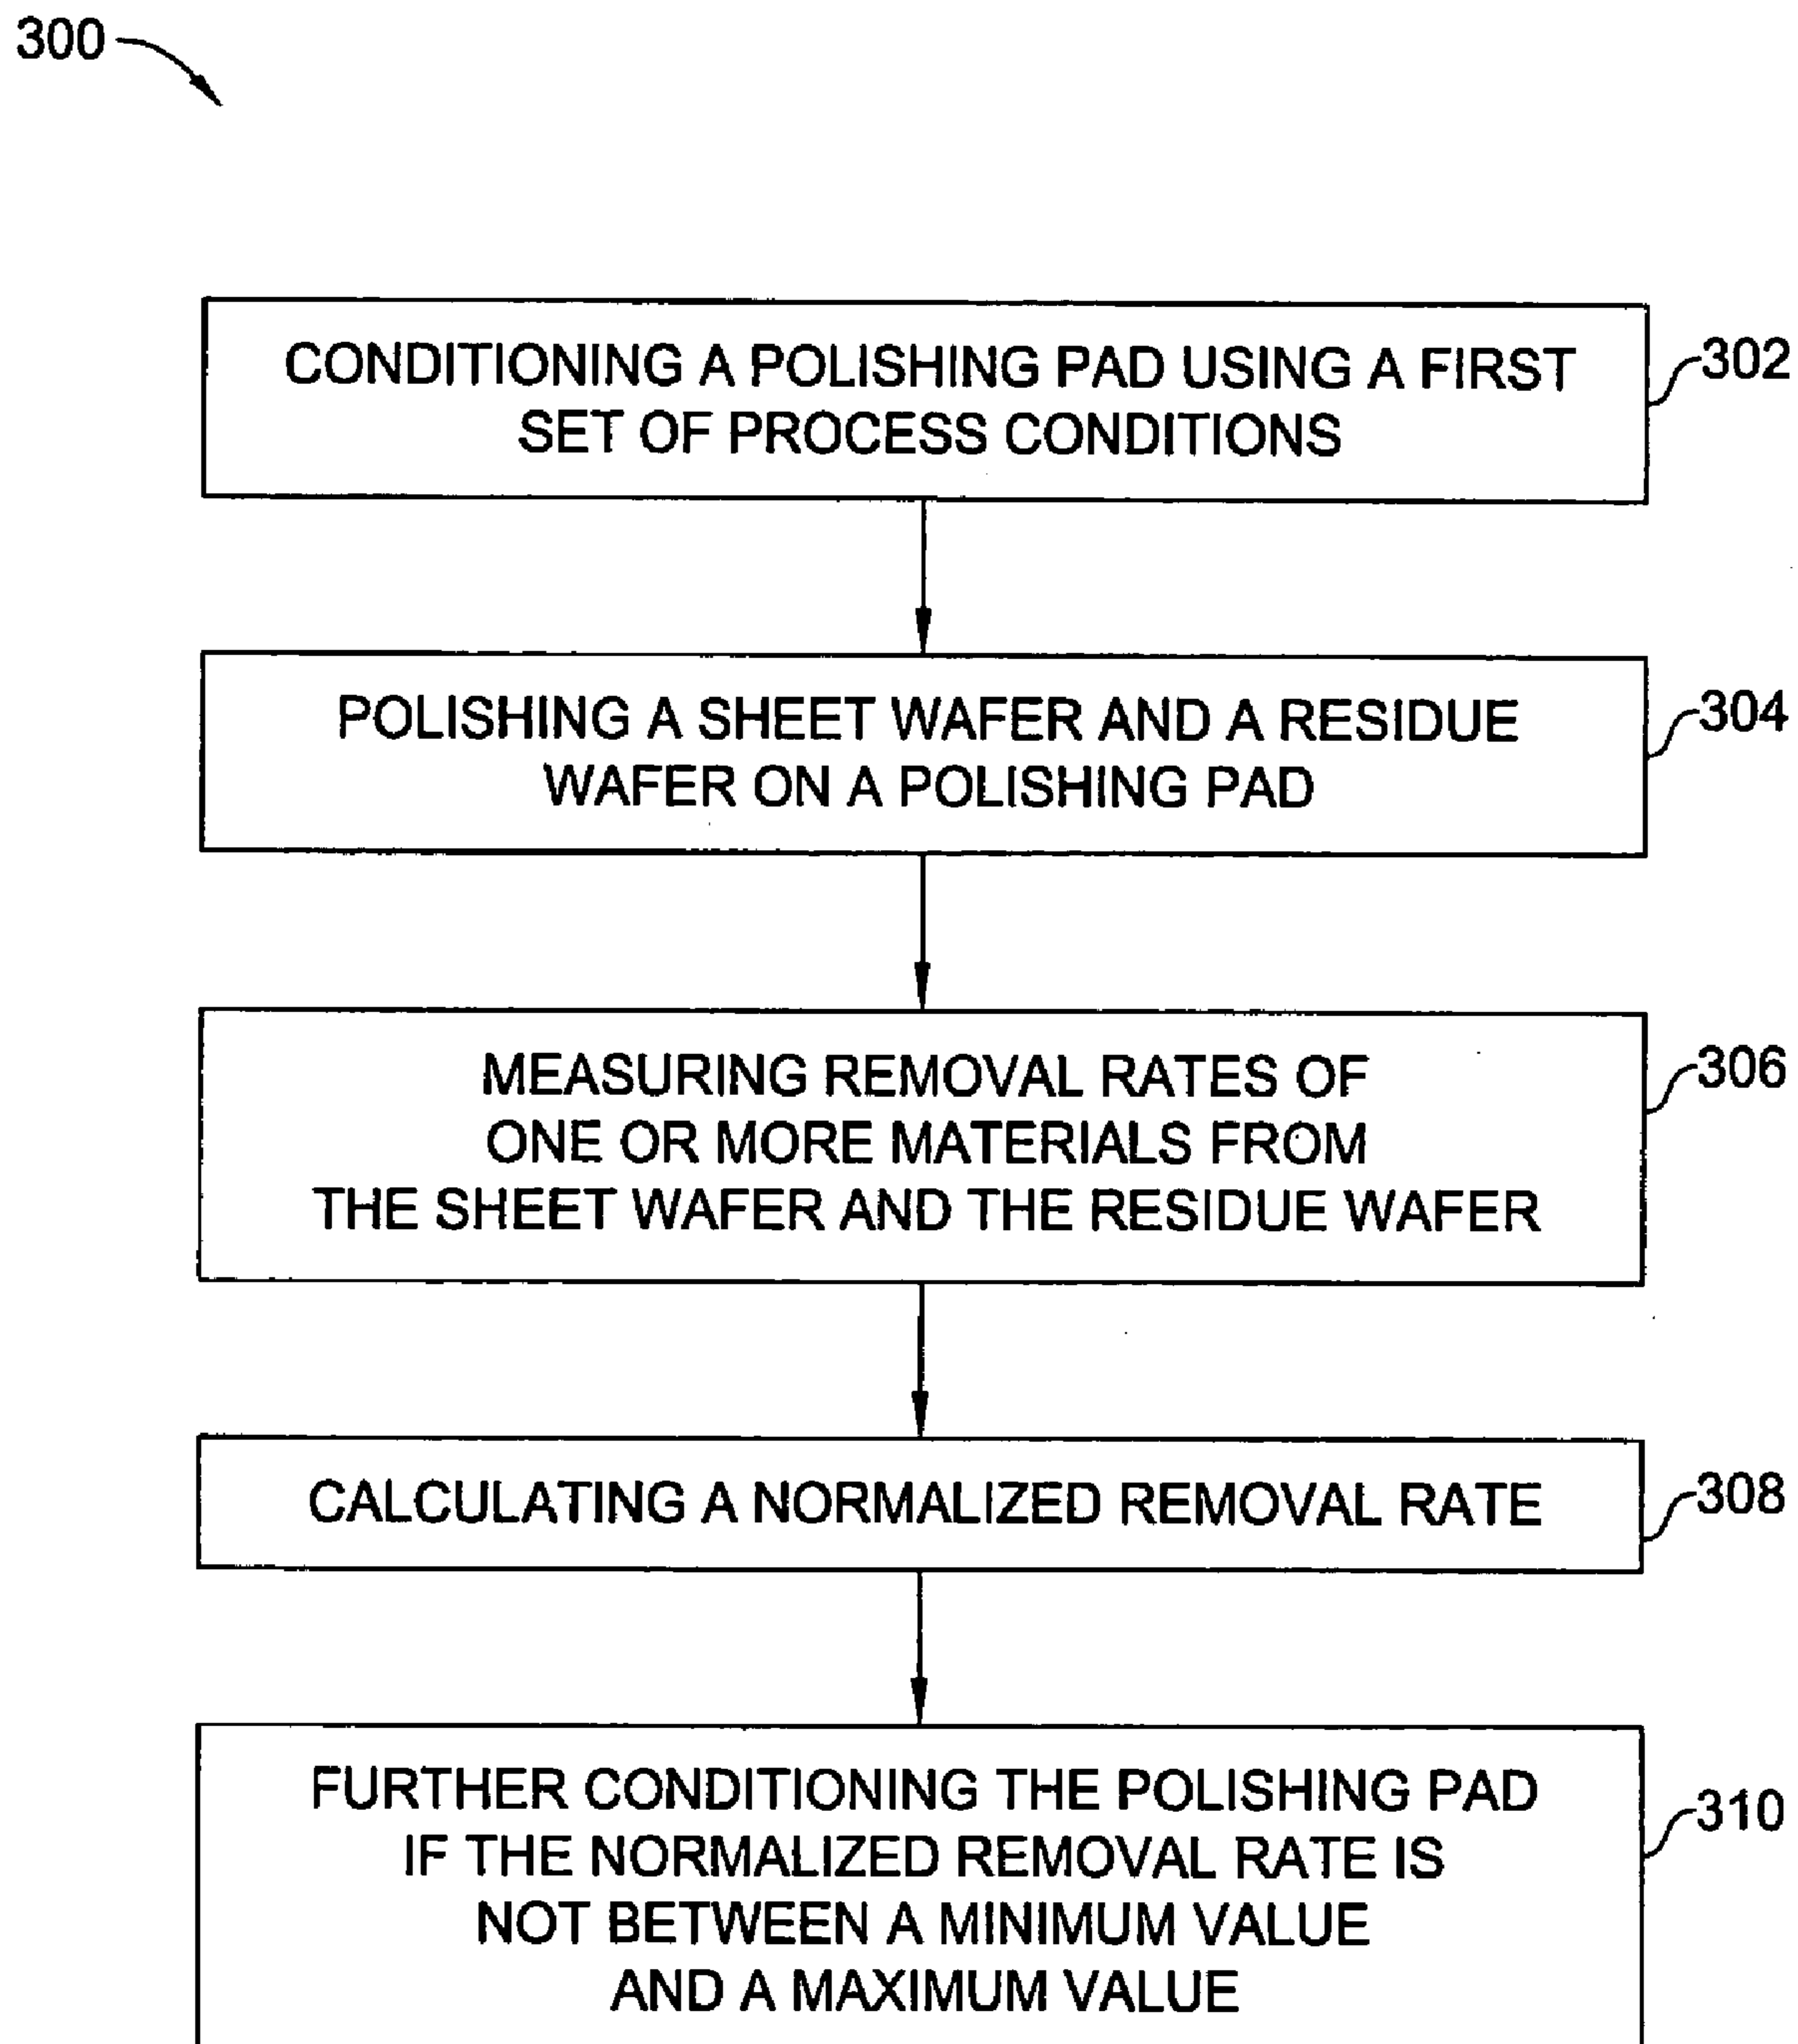 300
CONDITIONING A POLISHING PAD USING A FIRST
SET OF PROCESS CONDITIONS
302
POLISHING A SHEET WAFER AND A RESIDUE
WAFER ON A POLISHING PAD
304
MEASURING REMOVAL RATES OF
ONE OR MORE MATERIALS FROM
THE SHEET WAFER AND THE RESIDUE WAFER
306
CALCULATING A NORMALIZED REMOVAL RATE
308
FURTHER CONDITIONING THE POLISHING PAD
IF THE NORMALIZED REMOVAL RATE IS
NOT BETWEEN A MINIMUM VALUE
AND A MAXIMUM VALUE
310